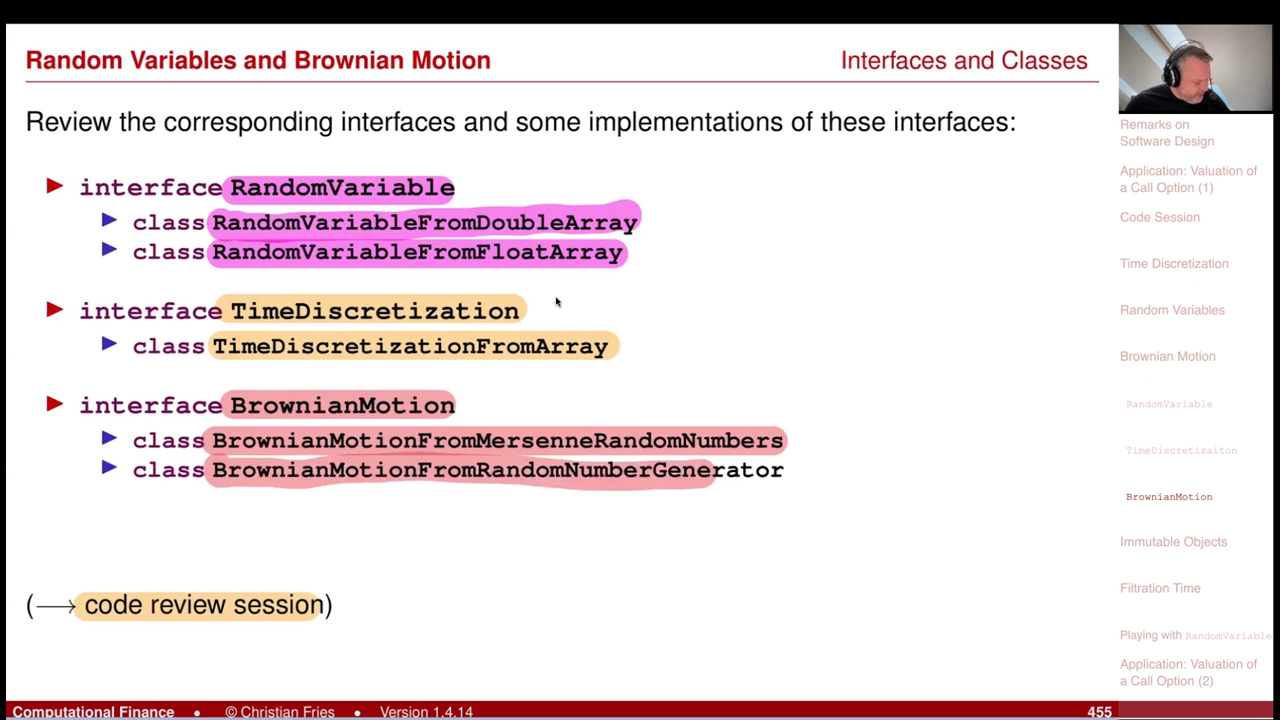 Random Variables and Brownian Motion
Interfaces and Classes
Review the corresponding interfaces and some implementations of these interfaces:
interface RandomVariable
class RandomVariableFromDoubleArray
class RandomVariableFromFloatArray
interface TimeDiscretization
class TimeDiscretizationFromArray
interface BrownianMotion
class BrownianMotionFromMersenneRandomNumbers
class BrownianMotionFromRandomNumberGenerator
(→ code review session)
Remarks on
Software Design
Application: Valuation of
a Call Option (1)
Code Session
Time Discretization
Random Variables
Brownian Motion
RandomVariable
TimeDiscretizaiton
BrownianMotion
Immutable Objects
Filtration Time
Playing with RandomVariable
Application: Valuation of
a Call Option (2)
Computational Finance • © Christian Fries • Version 1.4.14
455